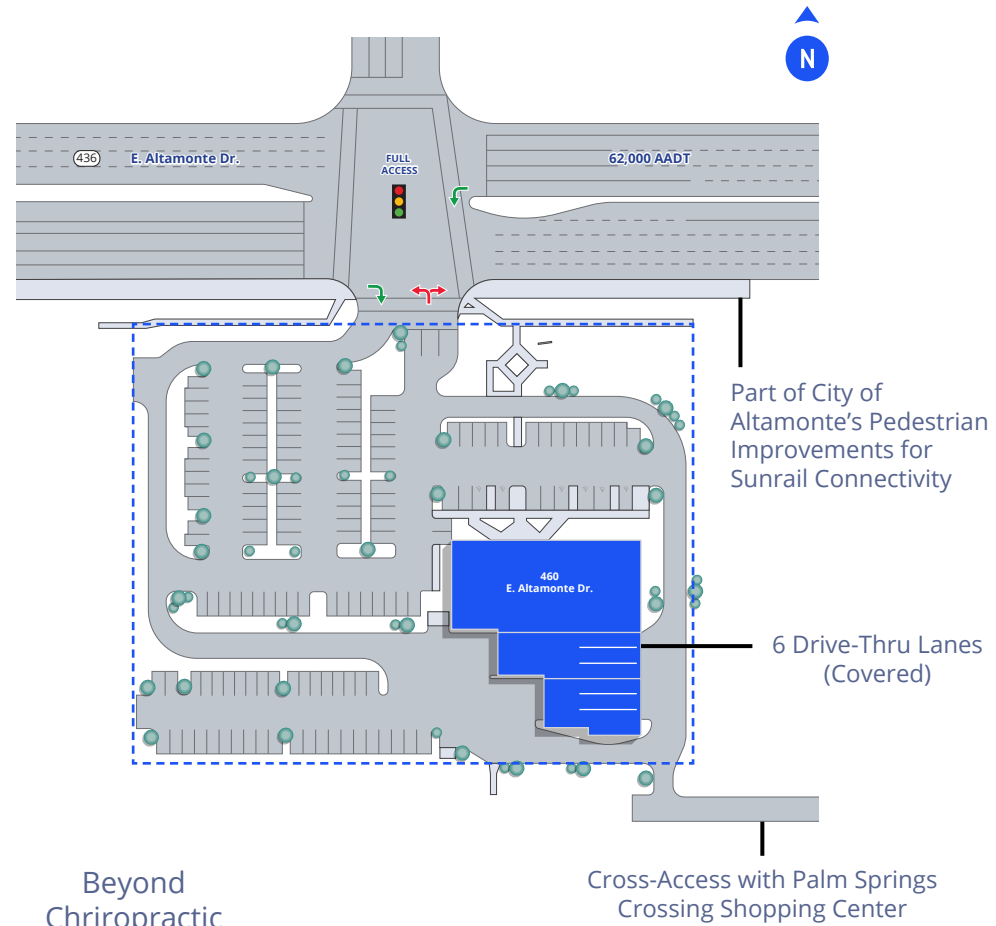 N
436
E. Altamonte Dr.
FULL
ACCESS
62,000 AADT
Part of City of
Altamonte's Pedestrian
Improvements for
Sunrail Connectivity
460
E. Altamonte Dr.
6 Drive-Thru Lanes
(Covered)
Cross-Access with Palm Springs
Crossing Shopping Center
Beyond
Chriropractic